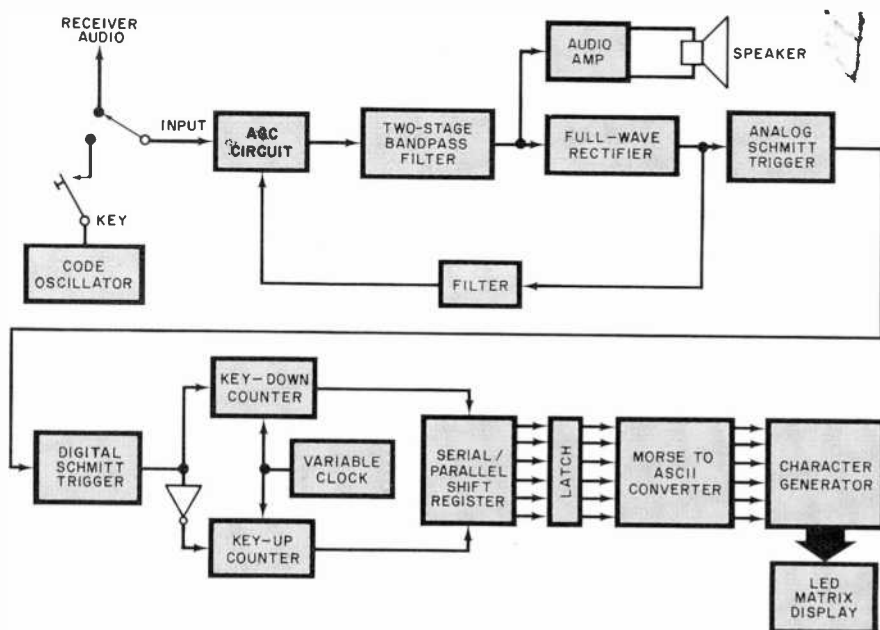 RECEIVER
AUDIO
INPUT
AGC
CIRCUIT
TWO-STAGE
BANDPASS
FILTER
AUDIO
AMP
SPEAKER
FULL-WAVE
RECTIFIER
ANALOG
SCHMITT
TRIGGER
KEY
CODE
OSCILLATOR
FILTER
KEY-DOWN
COUNTER
DIGITAL
SCHMITT
TRIGGER
VARIABLE
CLOCK
KEY-UP
COUNTER
SERIAL/
PARALLEL
SHIFT
REGISTER
LATCH
MORSE TO
ASCII
CONVERTER
CHARACTER
GENERATOR
LED
MATRIX
DISPLAY